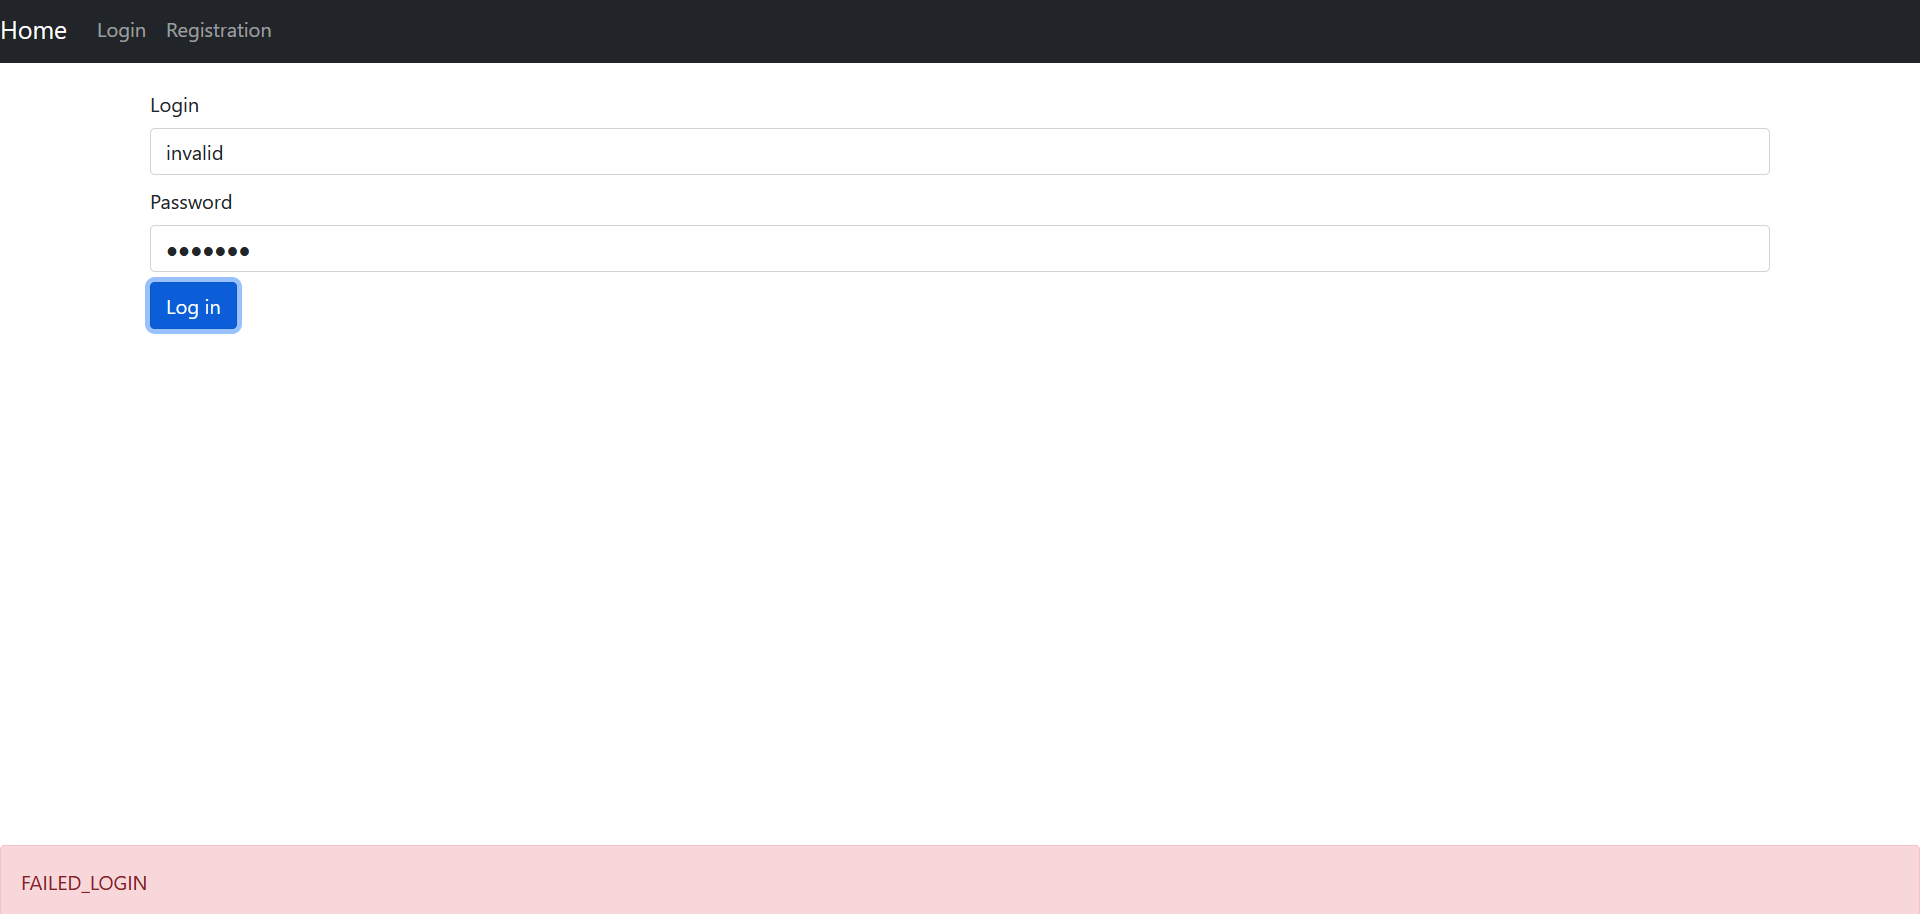 Home Login Registration
Login
invalid
Password
•••••••
Log in
FAILED_LOGIN